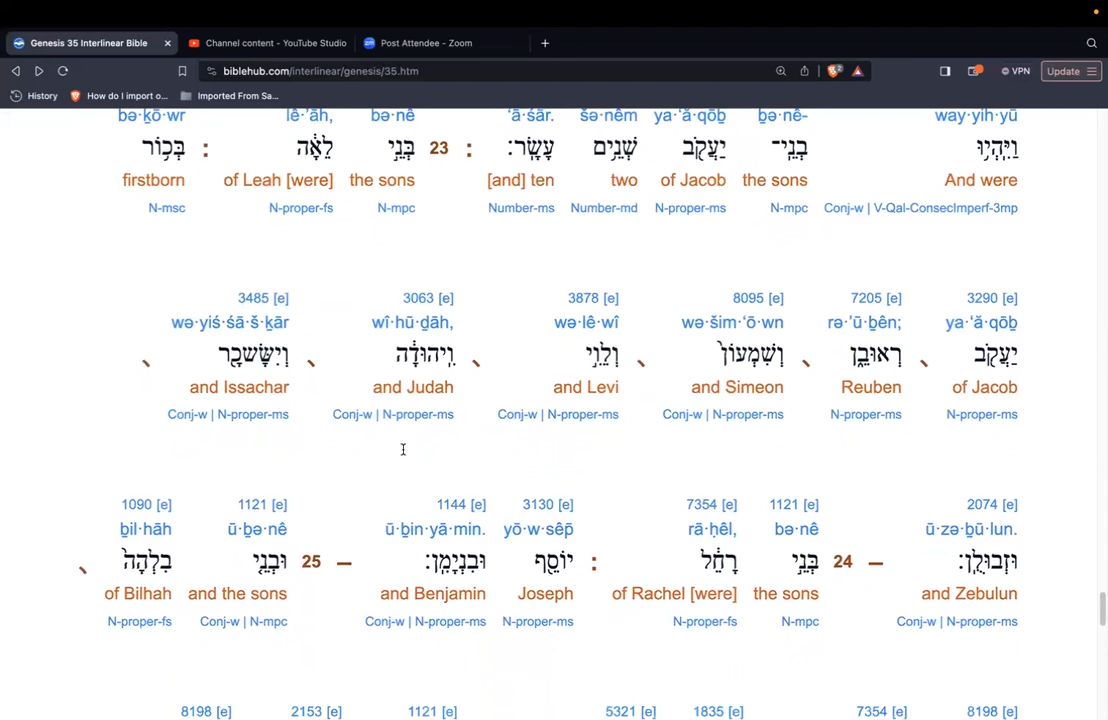 Genesis 35 Interlinear Bible × Channel content - YouTube Studio Post Attendee - Zoom +
biblehub.com/interlinear/genesis/35.htm 2 VPN Update
History How do I import o... Imported From Sa...
bə·ḵō·wr lê·’āh, bə·nê ‘ā·śār. šə·nêm ya·‘ă·qōḇ ḇə·nê- way·yih·yū
בְּכ֥וֹר : לֵאָ֔ה בְּנֵ֣י 23 : עָשָֽׂר׃ שְׁנֵ֥ים יַעֲקֹ֖ב בְנֵֽי־ וַיִּֽהְי֥וּ
firstborn of Leah [were] the sons [and] ten two of Jacob the sons And were
N-msc N-proper-fs N-mpc Number-ms Number-md N-proper-ms N-mpc Conj-w | V-Qal-ConsecImperf-3mp
3485 [e] 3063 [e] 3878 [e] 8095 [e] 7205 [e] 3290 [e]
wə·yiś·śā·š·ḵār wî·hū·ḏāh, wə·lê·wî wə·šim·‘ō·wn rə·’ū·ḇên; ya·‘ă·qōḇ
、 וְיִשָּׂשכָ֖ר 、 וִֽיהוּדָ֔ה 、 וְלֵוִ֣י 、 וְשִׁמְעוֹן֙ 、 רְאוּבֵ֑ן 、 יַעֲקֹ֖ב
and Issachar and Judah and Levi and Simeon Reuben of Jacob
Conj-w | N-proper-ms Conj-w | N-proper-ms Conj-w | N-proper-ms Conj-w | N-proper-ms N-proper-ms N-proper-ms
1090 [e] 1121 [e] 1144 [e] 3130 [e] 7354 [e] 1121 [e] 2074 [e]
ḇil·hāh ū·ḇə·nê ū·ḇin·yā·min. yō·w·sêp̄ rā·ḥêl, bə·nê ū·zə·ḇū·lun.
、 בִלְהָה֙ וּבְנֵ֤י 25 – וּבִנְיָמִֽן׃ יוֹסֵ֖ף : רָחֵ֔ל בְּנֵ֣י 24 – וּזְבוּלֻֽן׃
of Bilhah and the sons and Benjamin Joseph of Rachel [were] the sons and Zebulun
N-proper-fs Conj-w | N-mpc Conj-w | N-proper-ms N-proper-ms N-proper-fs N-mpc Conj-w | N-proper-ms
8198 [e] 2153 [e] 1121 [e] 5321 [e] 1835 [e] 7354 [e] 8198 [e]